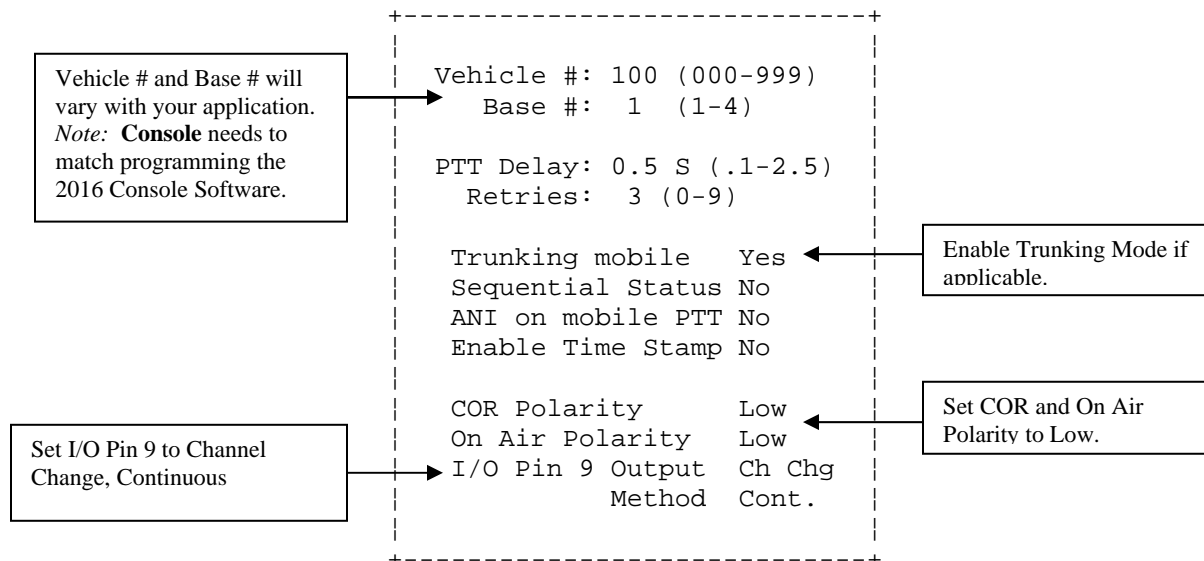 Vehicle # and Base # will
vary with your application.
Note: Console needs to
match programming the
2016 Console Software.
Vehicle #: 100 (000-999)
Base #: 1 (1-4)
PTT Delay: 0.5 S (.1-2.5)
Retries: 3 (0-9)
Trunking mobile Yes
Sequential Status No
ANI on mobile PTT No
Enable Time Stamp No
Enable Trunking Mode if
applicable.
COR Polarity Low
On Air Polarity Low
I/O Pin 9 Output Ch Chg
Method Cont.
Set COR and On Air
Polarity to Low.
Set I/O Pin 9 to Channel
Change, Continuous